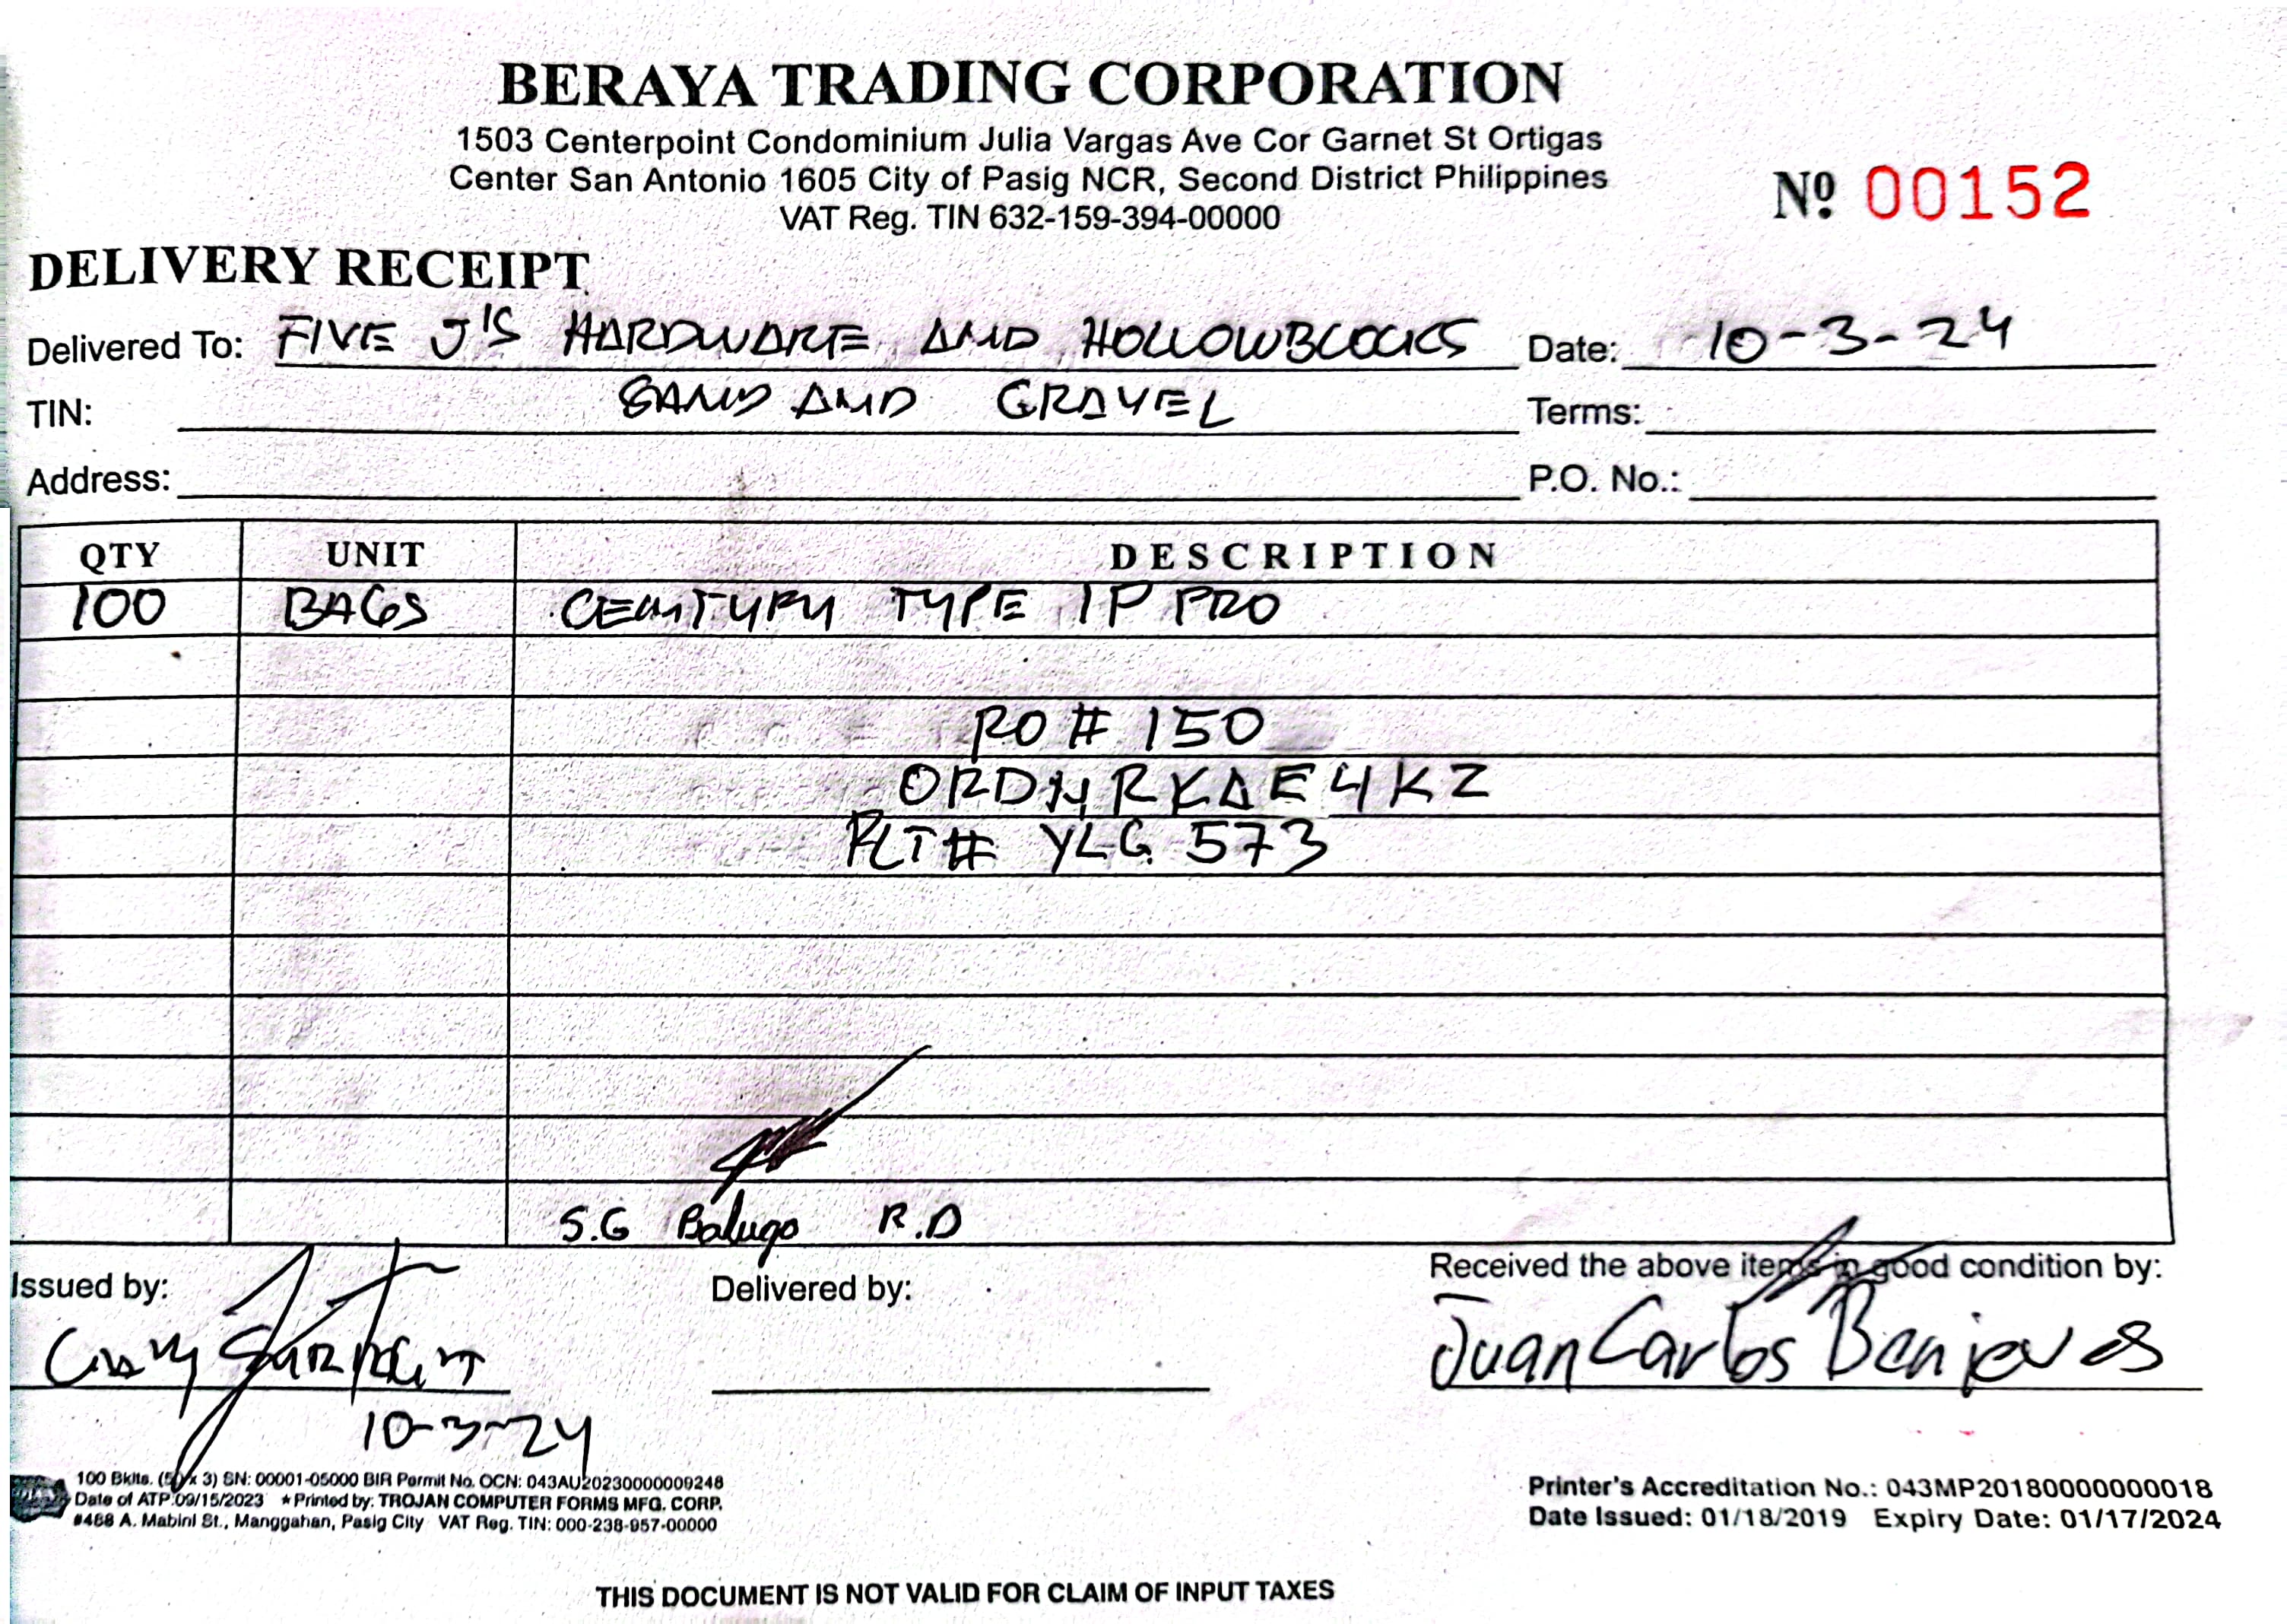 BERAYA TRADING CORPORATION
1503 Centerpoint Condominium Julia Vargas Ave Cor Garnet St Ortigas
Center San Antonio 1605 City of Pasig NCR, Second District Philippines
VAT Reg. TIN 632-159-394-00000
Nº 00152
DELIVERY RECEIPT
Delivered To: FIVE J'S HARDWARE AND HOLLOWBLOCKS Date: 10-3-24
TIN: SAND AND GRAVEL Terms:
Address: P.O. No.:
QTY UNIT DESCRIPTION
100 BAGS CEMTURY TYPE 1P PRO
RO # 150
ORDNRKAE4KZ
PLT# YLG 573
S.G Balugo R.D
Issued by: Delivered by: Received the above items in good condition by:
Juan Carlos
10-3-24
100 Bklts. (50 x 3) SN: 00001-05000 BIR Permit No. OCN: 043AU20230000009248
Date of ATP:09/15/2023 ★Printed by: TROJAN COMPUTER FORMS MFG. CORP.
#468 A. Mabini St., Manggahan, Pasig City VAT Reg. TIN: 000-238-957-00000
Printer's Accreditation No.: 043MP20180000000018
Date Issued: 01/18/2019 Expiry Date: 01/17/2024
THIS DOCUMENT IS NOT VALID FOR CLAIM OF INPUT TAXES